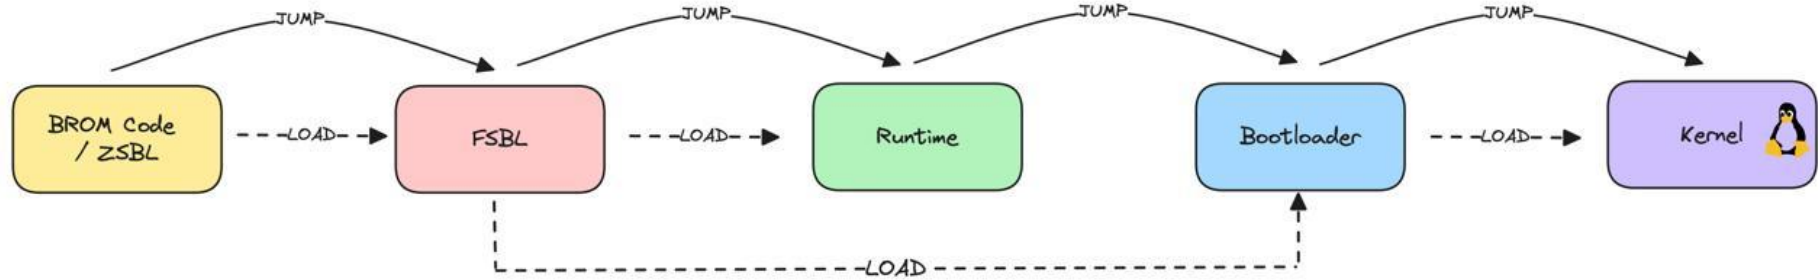 JUMP
JUMP
JUMP
JUMP
BROM Code
/ ZSBL
LOAD
FSBL
LOAD
Runtime
Bootloader
LOAD
Kernel
LOAD